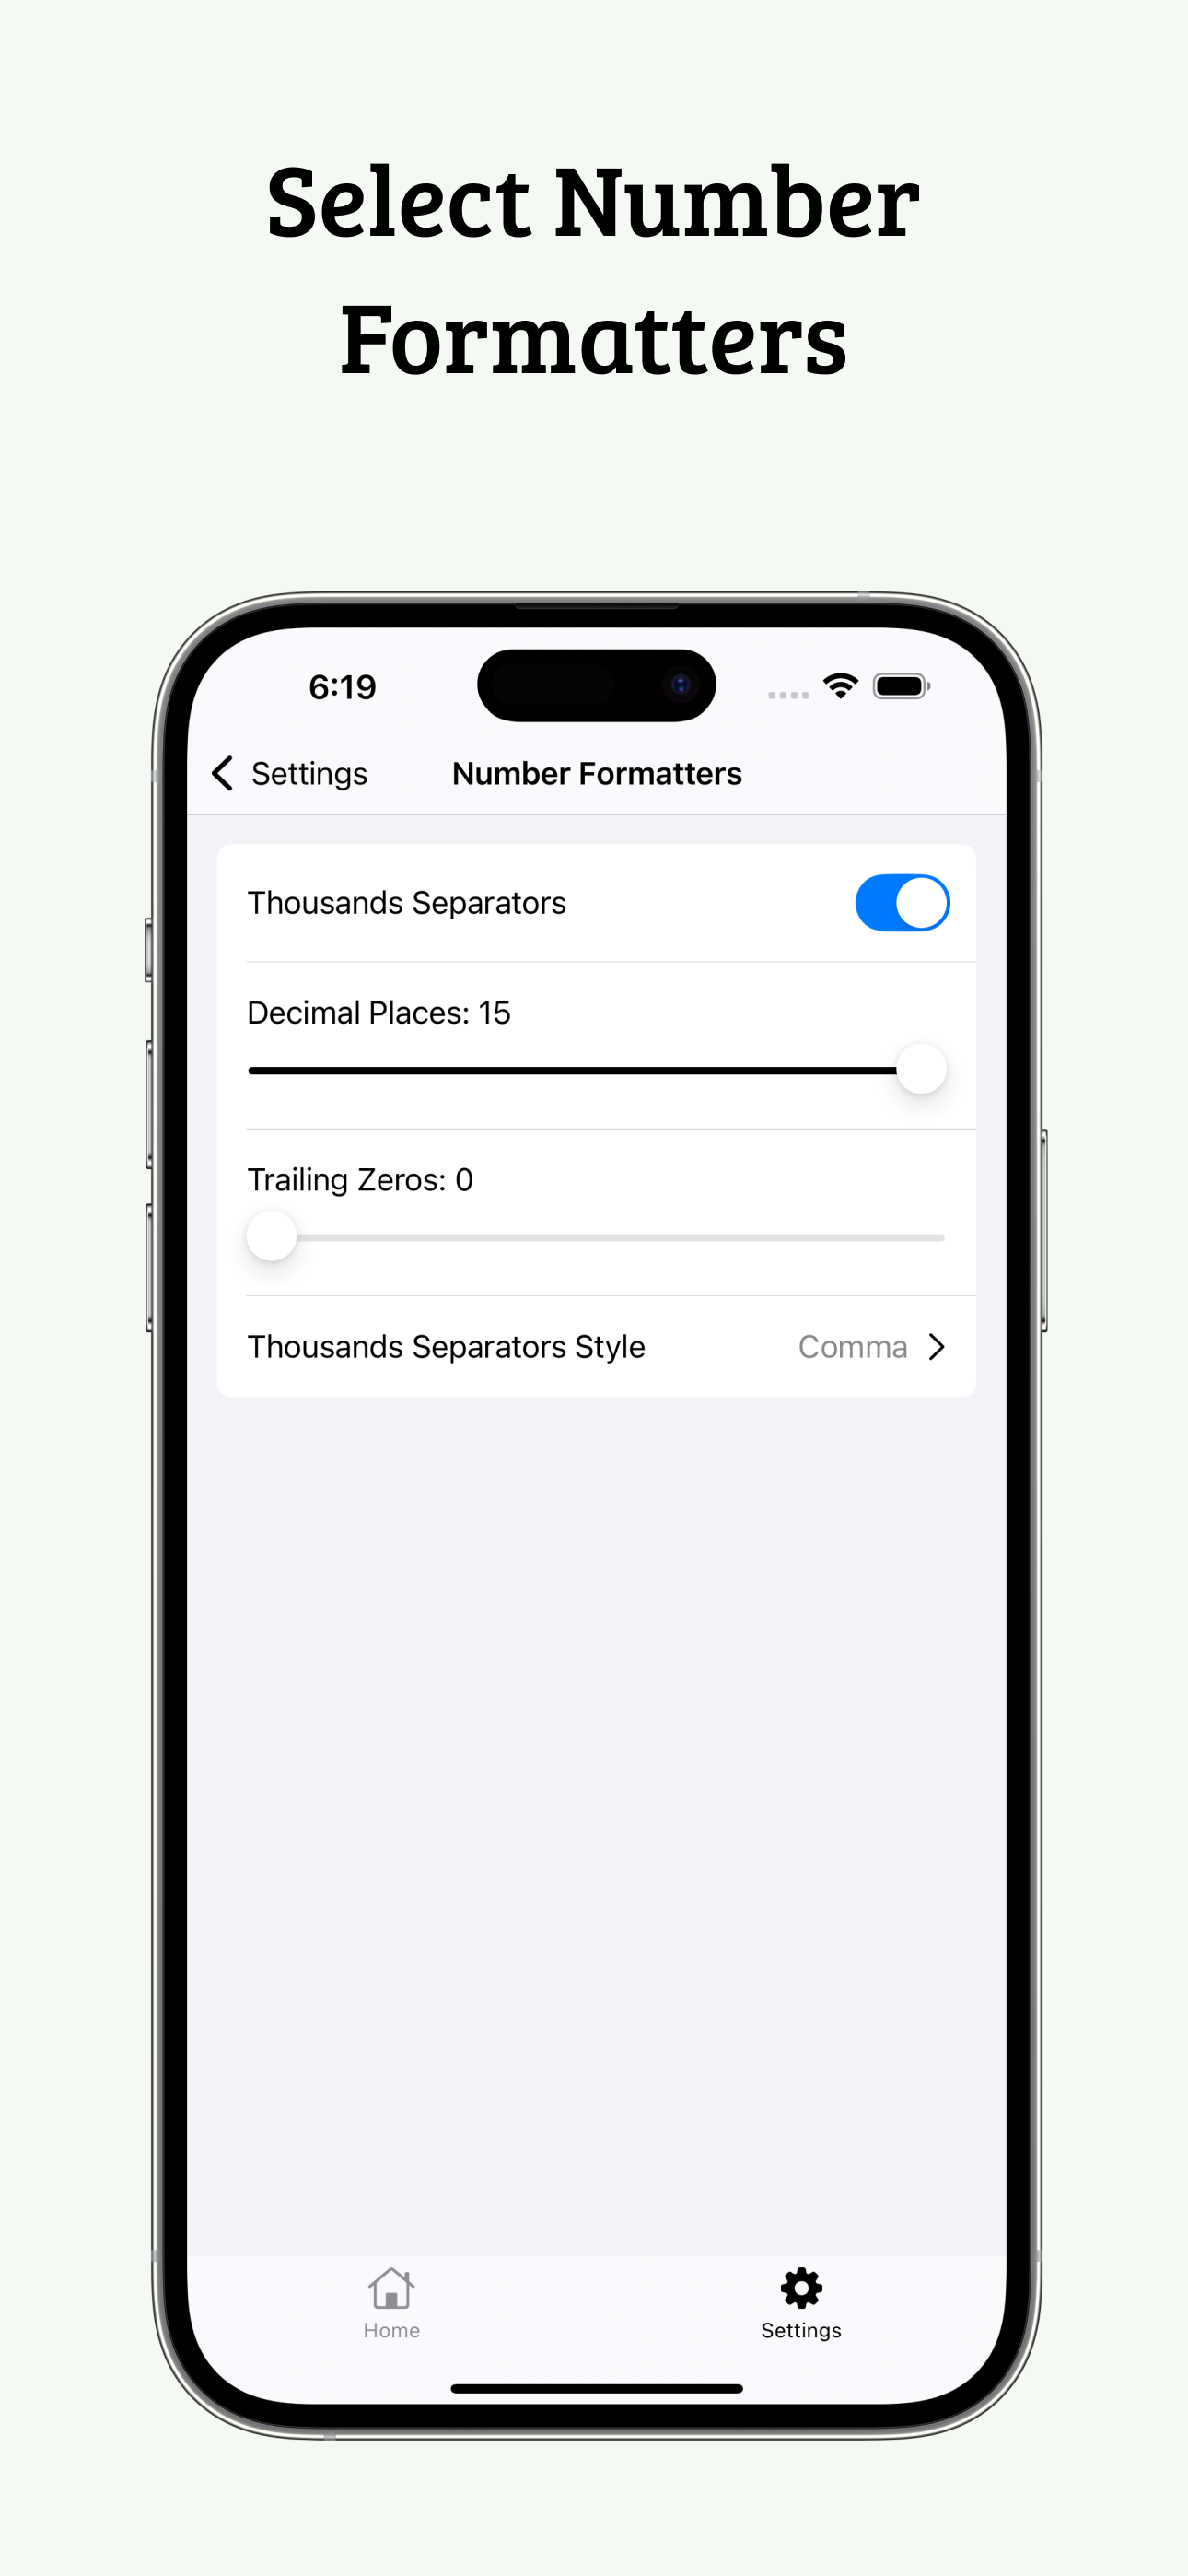 Select Number
Formatters
6:19
Settings
Number Formatters
Thousands Separators
Decimal Places: 15
Trailing Zeros: 0
Thousands Separators Style
Comma
Home
Settings